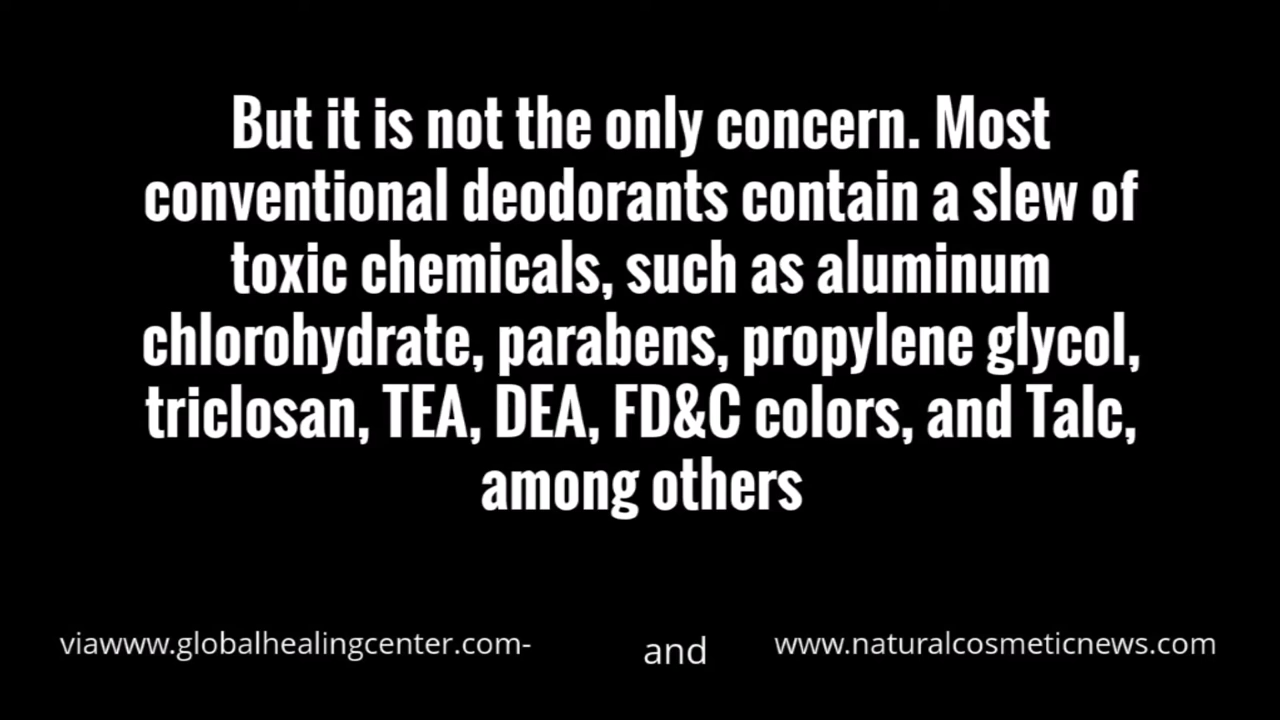 But it is not the only concern. Most
conventional deodorants contain a slew of
toxic chemicals, such as aluminum
chlorohydrate, parabens, propylene glycol,
triclosan, TEA, DEA, FD&C colors, and Talc,
among others
viawww.globalhealingcenter.com- and www.naturalcosmeticnews.com